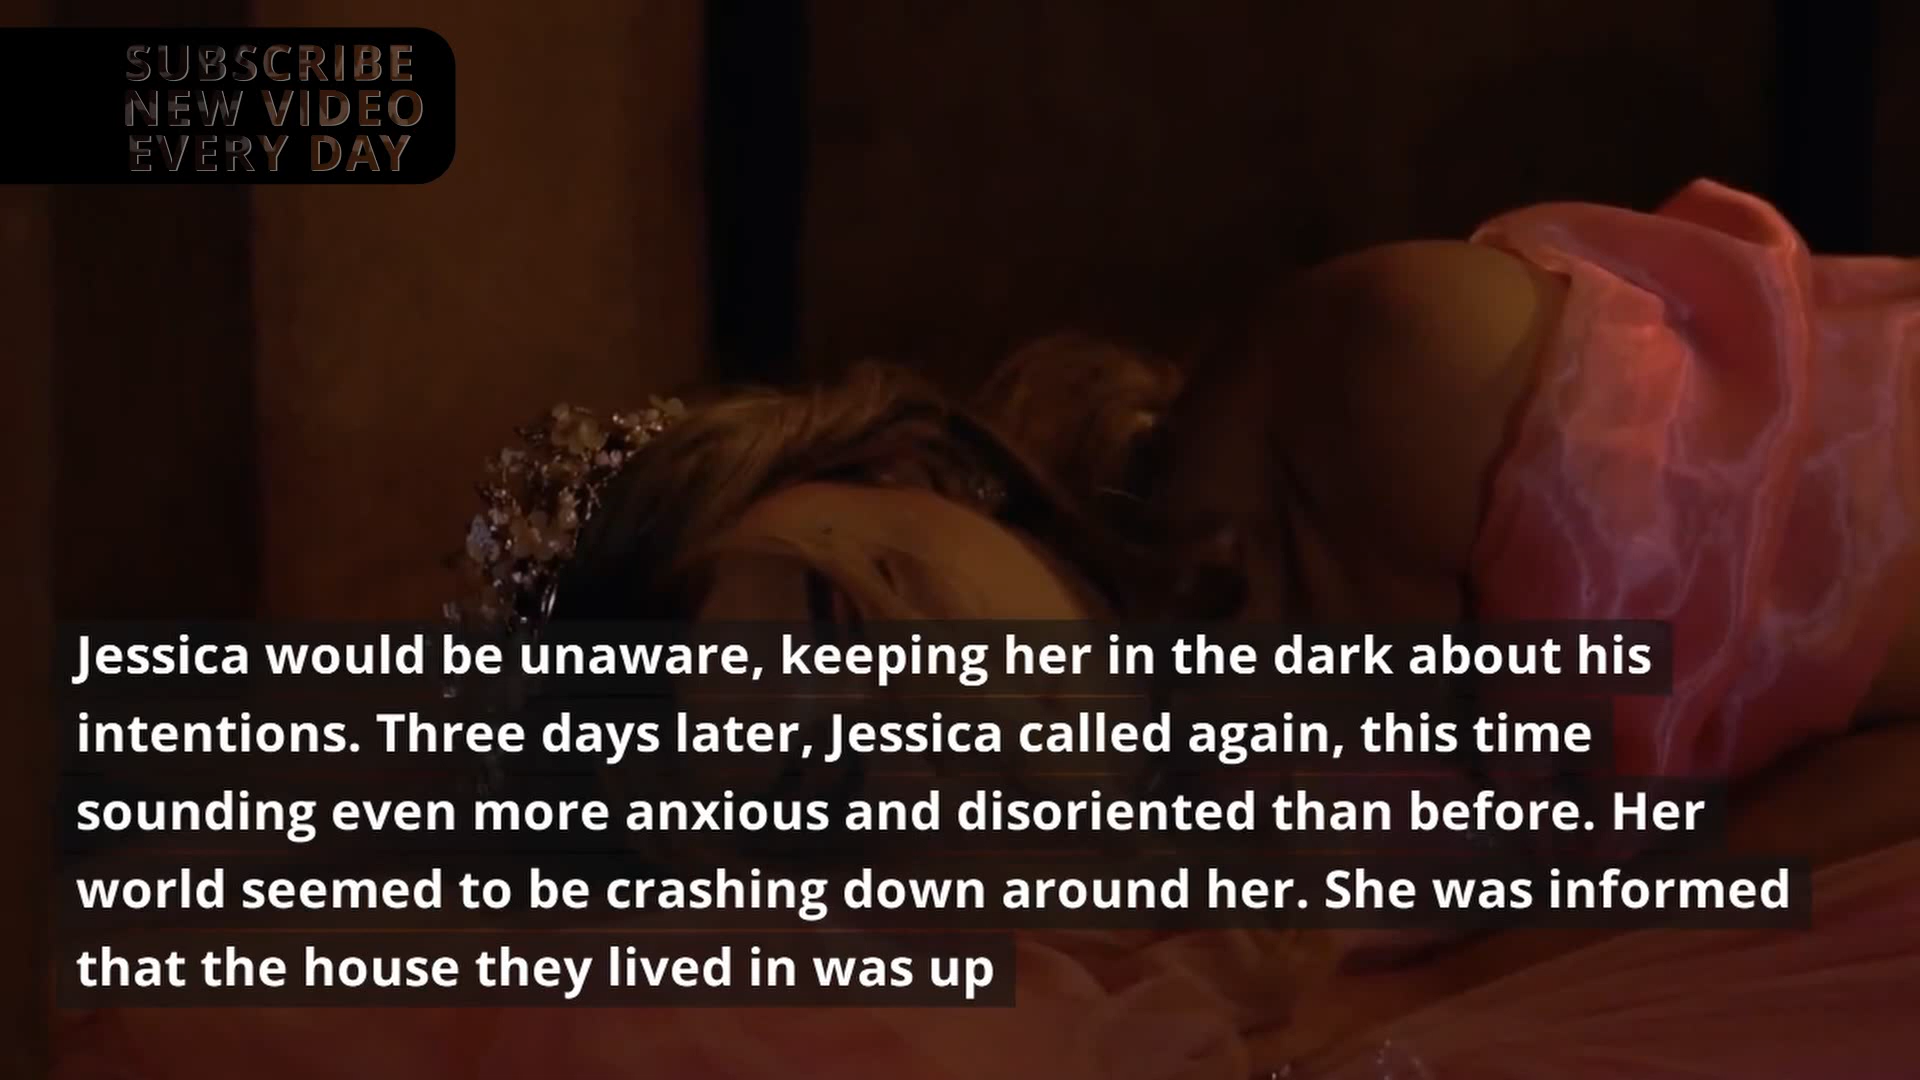 SUBSCRIBE
NEW VIDEO
EVERY DAY
Jessica would be unaware, keeping her in the dark about his
intentions. Three days later, Jessica called again, this time
sounding even more anxious and disoriented than before. Her
world seemed to be crashing down around her. She was informed
that the house they lived in was up